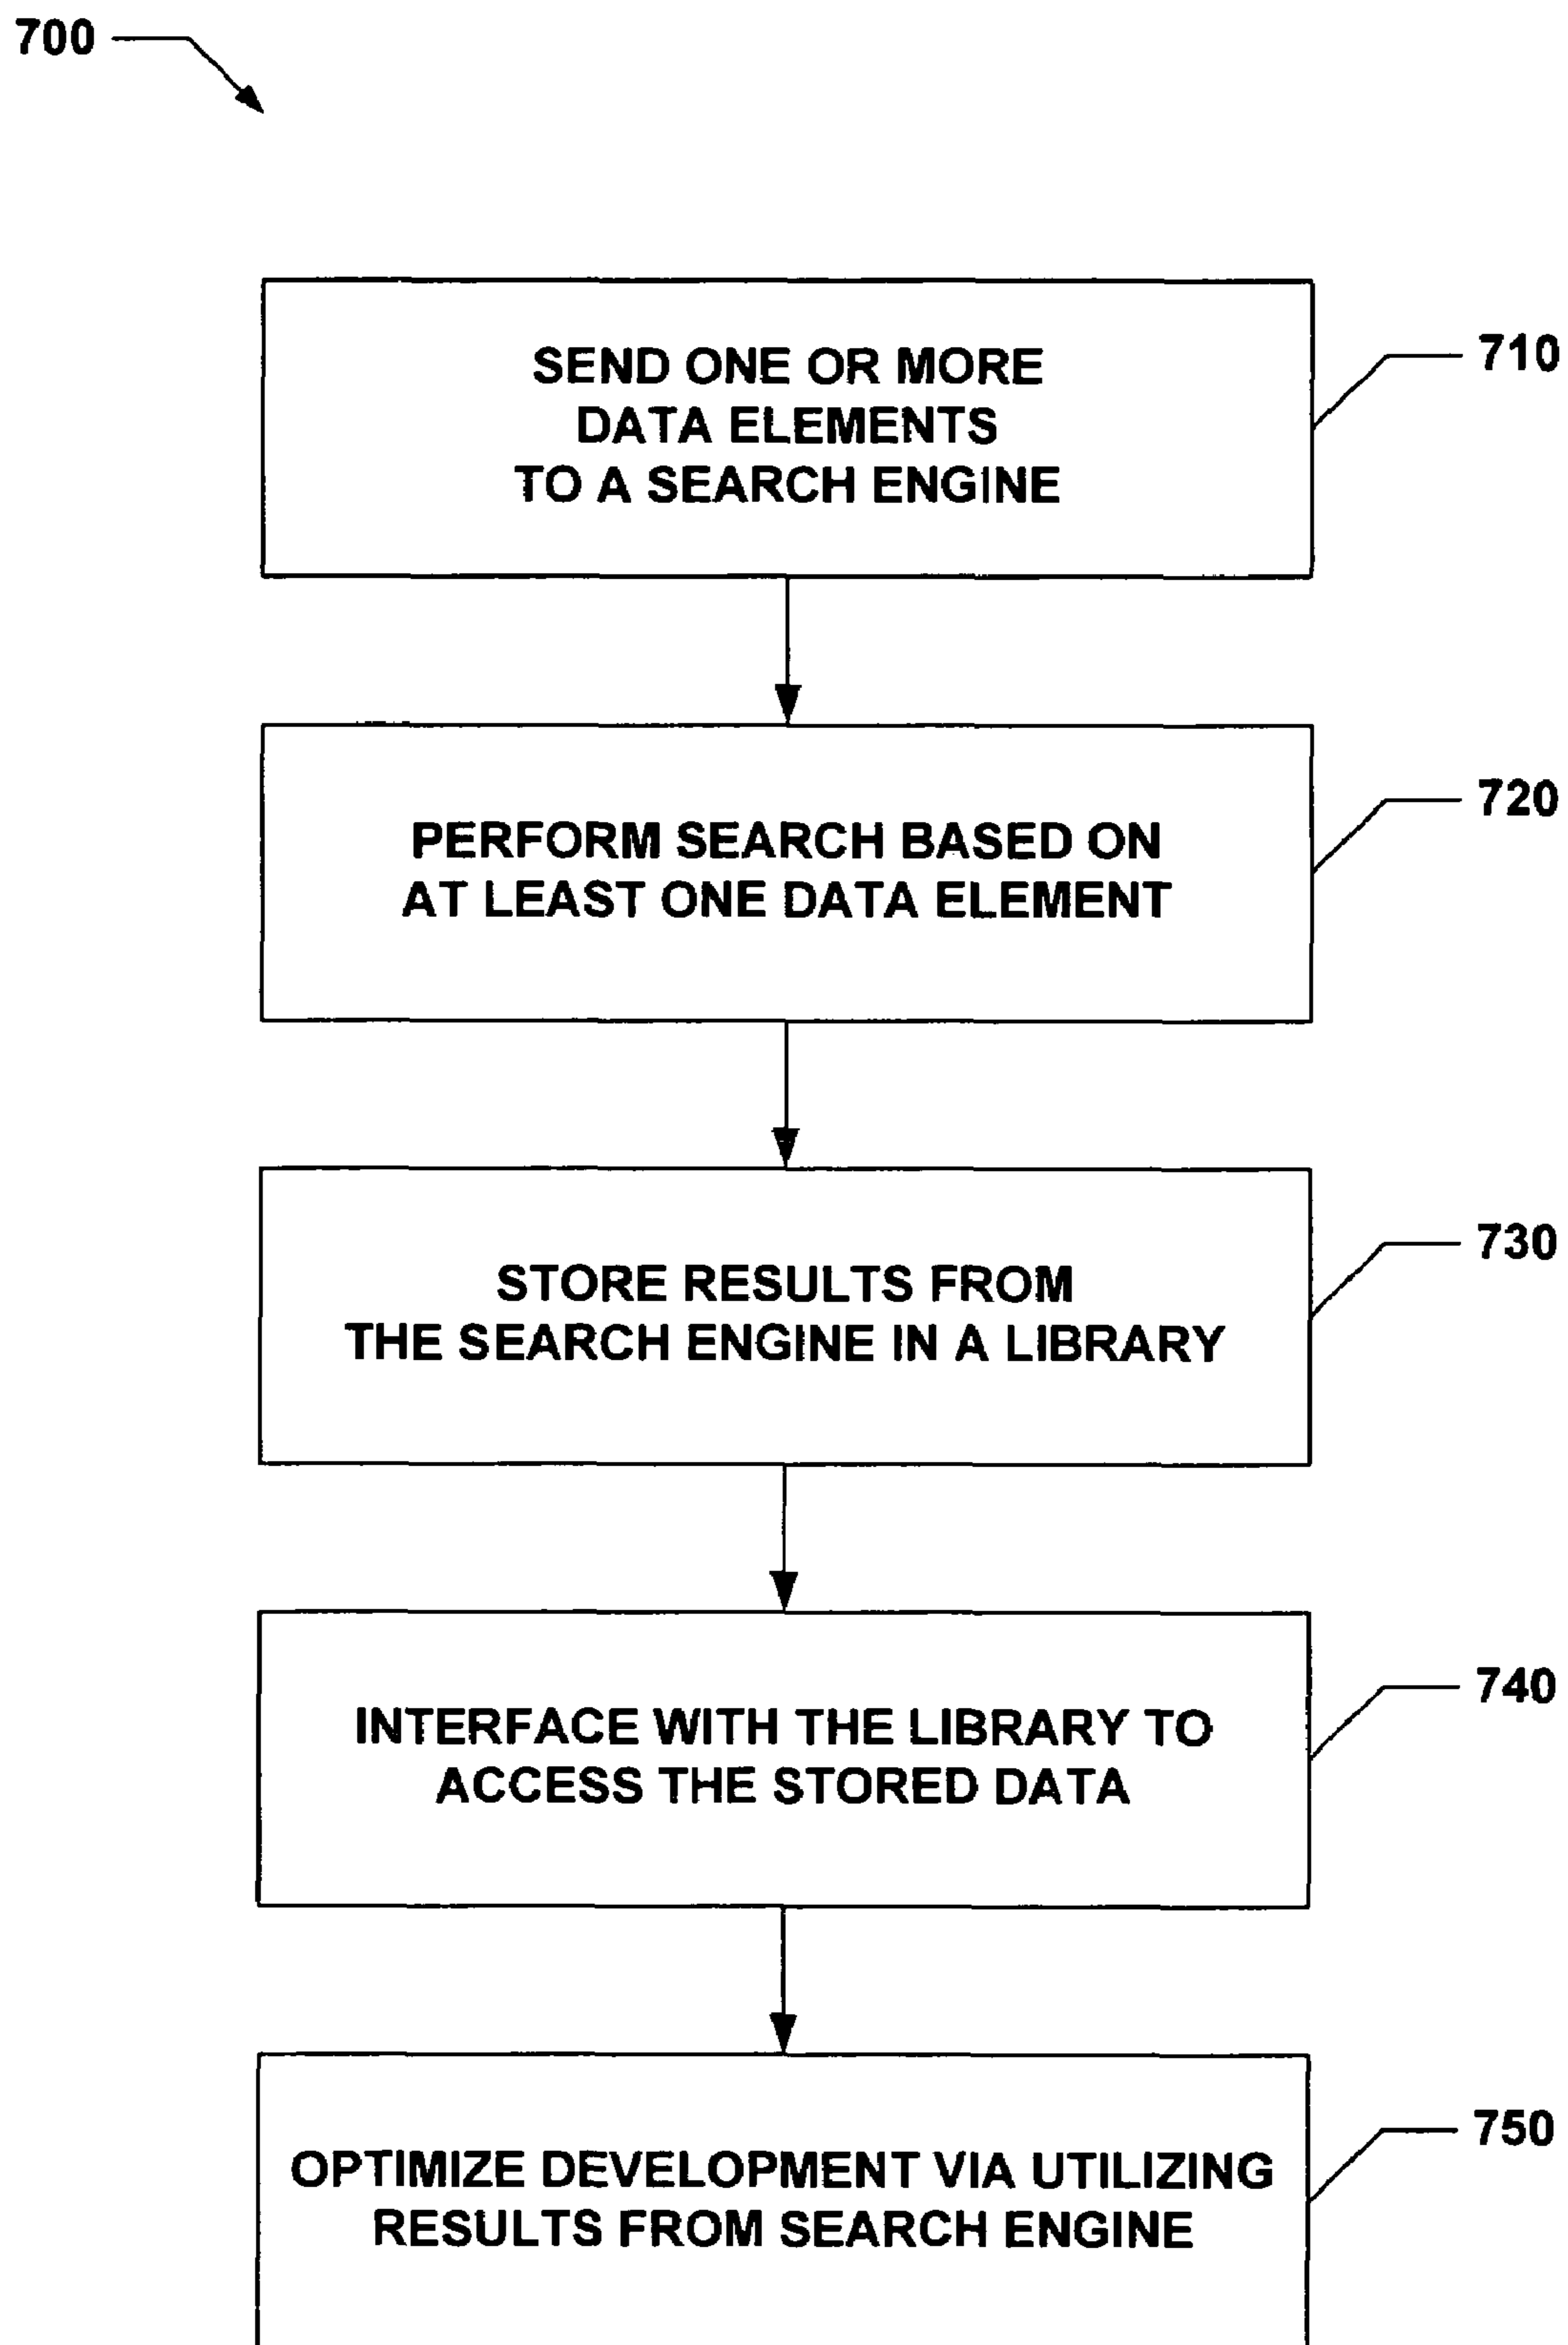 700
SEND ONE OR MORE
DATA ELEMENTS
TO A SEARCH ENGINE
710
PERFORM SEARCH BASED ON
AT LEAST ONE DATA ELEMENT
720
STORE RESULTS FROM
THE SEARCH ENGINE IN A LIBRARY
730
INTERFACE WITH THE LIBRARY TO
ACCESS THE STORED DATA
740
OPTIMIZE DEVELOPMENT VIA UTILIZING
RESULTS FROM SEARCH ENGINE
750